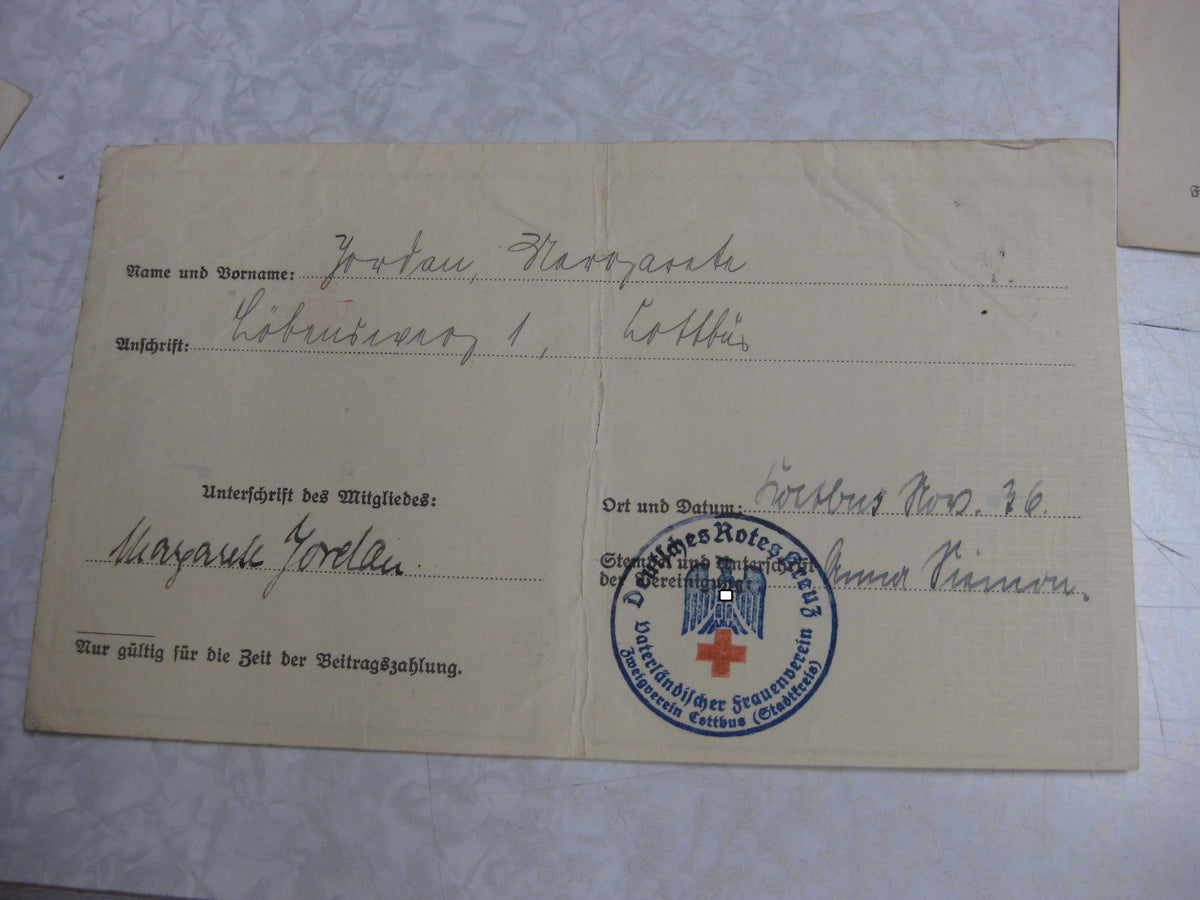 Name und Vorname: Jordan, Margarete
Anschrift: 1, Cottbus
Unterschrift des Mitgliedes:
Margarete Jordan
Ort und Datum: Cottbus Nov. 36.
Stempel und Unterschrift
der Vereinigung: Anna Siemon.
Deutsches Rotes Kreuz
Vaterländischer Frauenverein
Zweigverein Cottbus (Stadtkreis)
Nur gültig für die Zeit der Beitragszahlung.